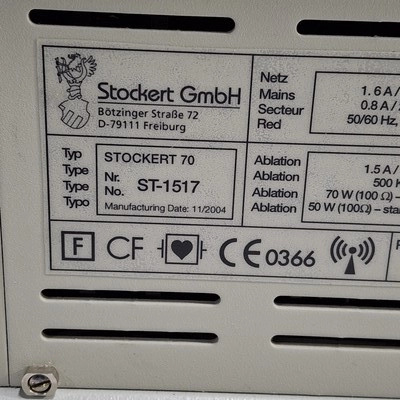 Stockert GmbH
Bötzinger Straße 72
D-79111 Freiburg
Netz
Mains
Secteur
Red
1.6 A /
0.8 A /
50/60 Hz,
Typ
Type
Type
Typo
STOCKERT 70
Nr.
No. ST-1517
Manufacturing Date: 11/2004
Ablation
Ablation
Ablation
Ablation
1.5 A /
500 K
70 W (100 Ω) –
50 W (100Ω) – sta
F CF CE 0366